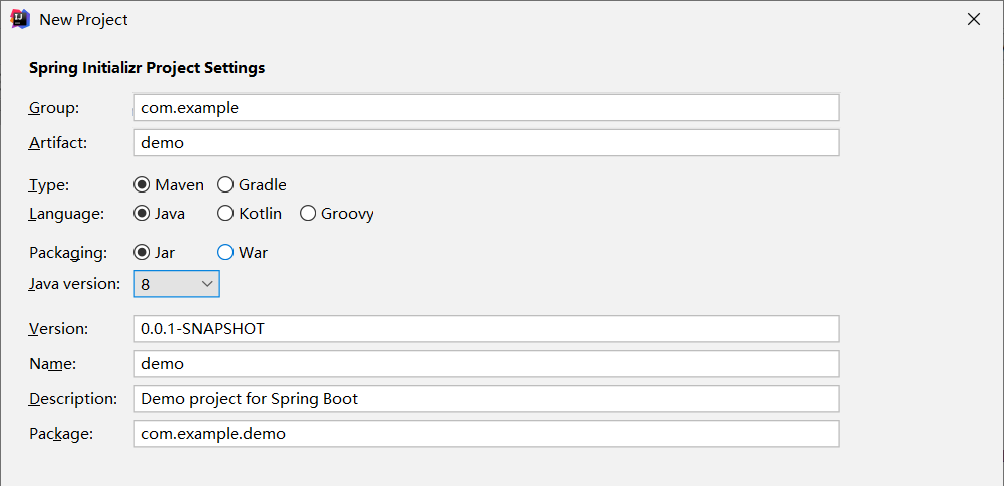 New Project
Spring Initializr Project Settings
Group: com.example
Artifact: demo
Type: Maven Gradle
Language: Java Kotlin Groovy
Packaging: Jar War
Java version: 8
Version: 0.0.1-SNAPSHOT
Name: demo
Description: Demo project for Spring Boot
Package: com.example.demo